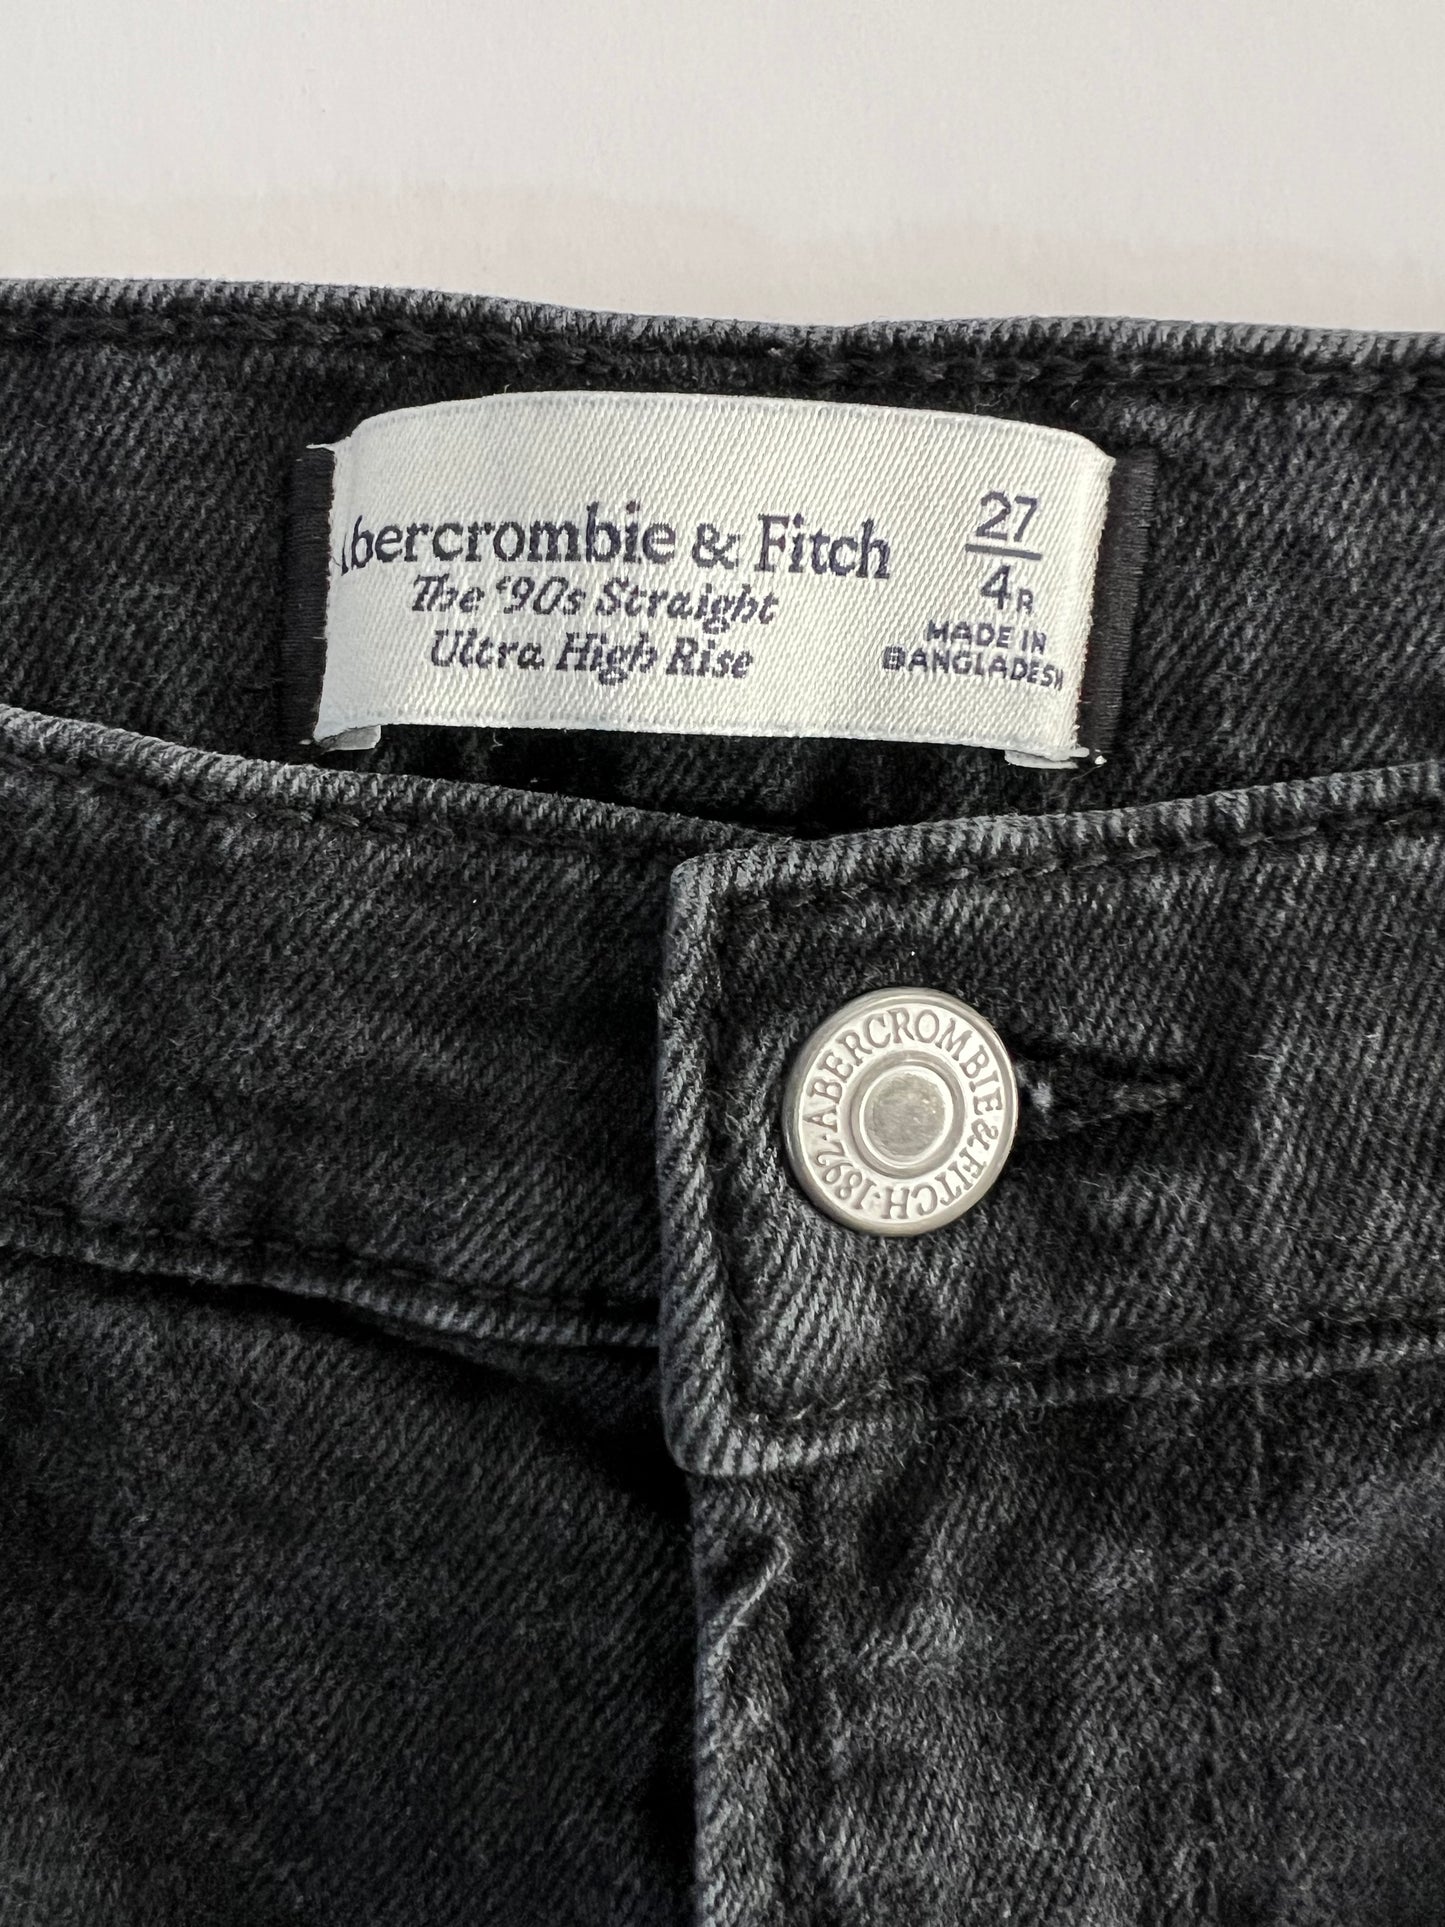 Abercrombie & Fitch
The '90s Straight
Ultra High Rise
27
4R
MADE IN
BANGLADESH
ABERCROMBIE & FITCH · 1892 ·